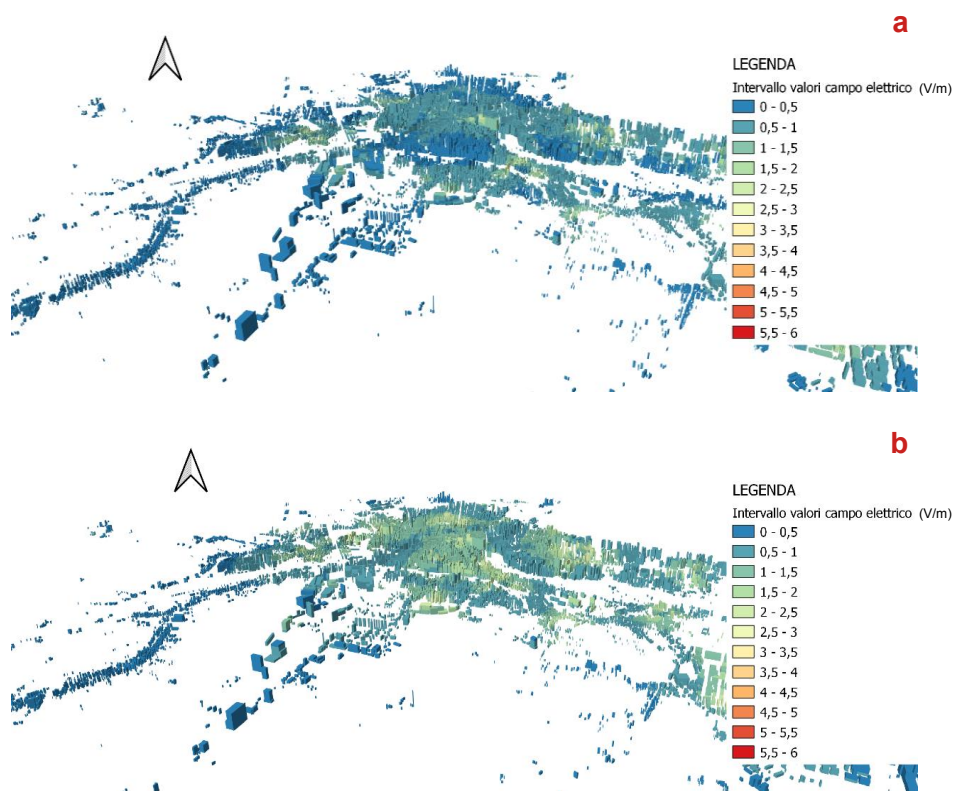 a
LEGENDA
Intervallo valori campo elettrico (V/m)
0 - 0,5
0,5 - 1
1 - 1,5
1,5 - 2
2 - 2,5
2,5 - 3
3 - 3,5
3,5 - 4
4 - 4,5
4,5 - 5
5 - 5,5
5,5 - 6
b
LEGENDA
Intervallo valori campo elettrico (V/m)
0 - 0,5
0,5 - 1
1 - 1,5
1,5 - 2
2 - 2,5
2,5 - 3
3 - 3,5
3,5 - 4
4 - 4,5
4,5 - 5
5 - 5,5
5,5 - 6